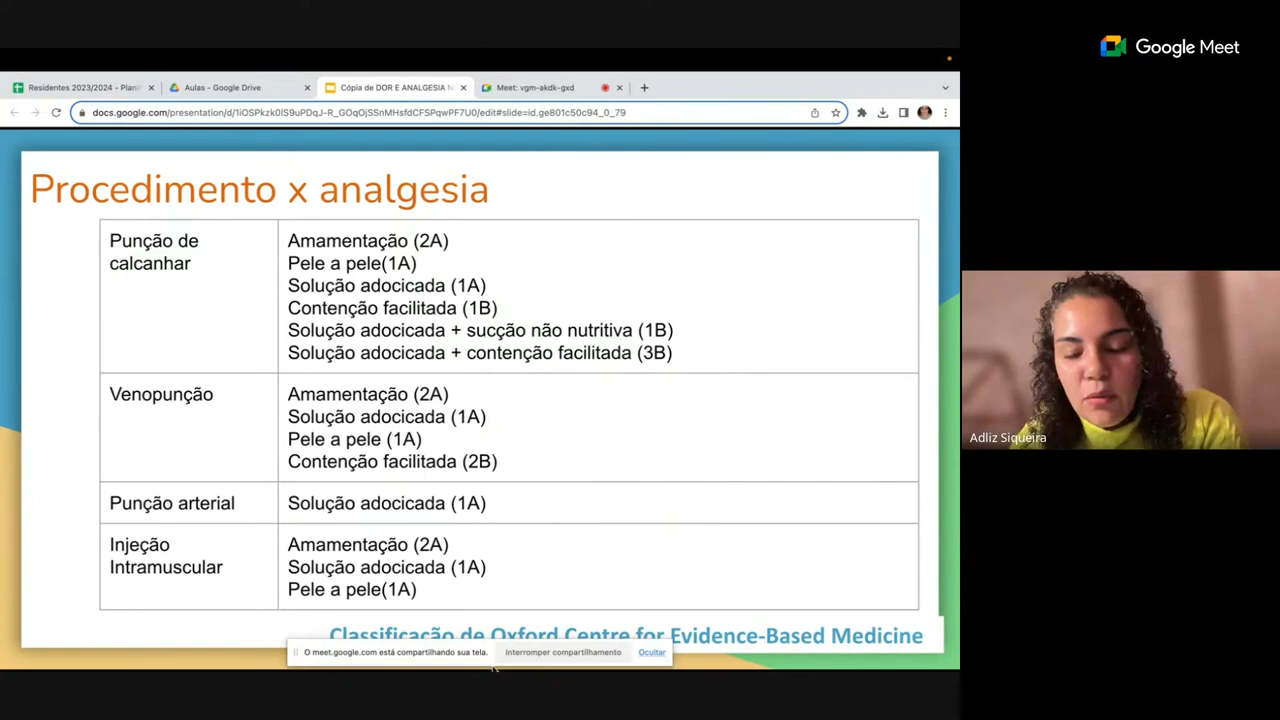 Google Meet
Residentes 2023/2024 - Plani
Aulas - Google Drive
Cópia de DOR E ANALGESIA N
Meet: vgm-akdk-gxd
docs.google.com/presentation/d/1iOSPkzk0lS9uPDqJ-R_GOqOjSSnMHsfdCFSPqwPF7U0/edit#slide=id.ge801c50c94_0_79
Procedimento x analgesia
Punção de
calcanhar
Amamentação (2A)
Pele a pele(1A)
Solução adocicada (1A)
Contenção facilitada (1B)
Solução adocicada + sucção não nutritiva (1B)
Solução adocicada + contenção facilitada (3B)
Venopunção
Amamentação (2A)
Solução adocicada (1A)
Pele a pele (1A)
Contenção facilitada (2B)
Punção arterial
Solução adocicada (1A)
Injeção
Intramuscular
Amamentação (2A)
Solução adocicada (1A)
Pele a pele(1A)
Classificação de Oxford Centre for Evidence-Based Medicine
O meet.google.com está compartilhando sua tela.
Interromper compartilhamento
Ocultar
Adliz Siqueira